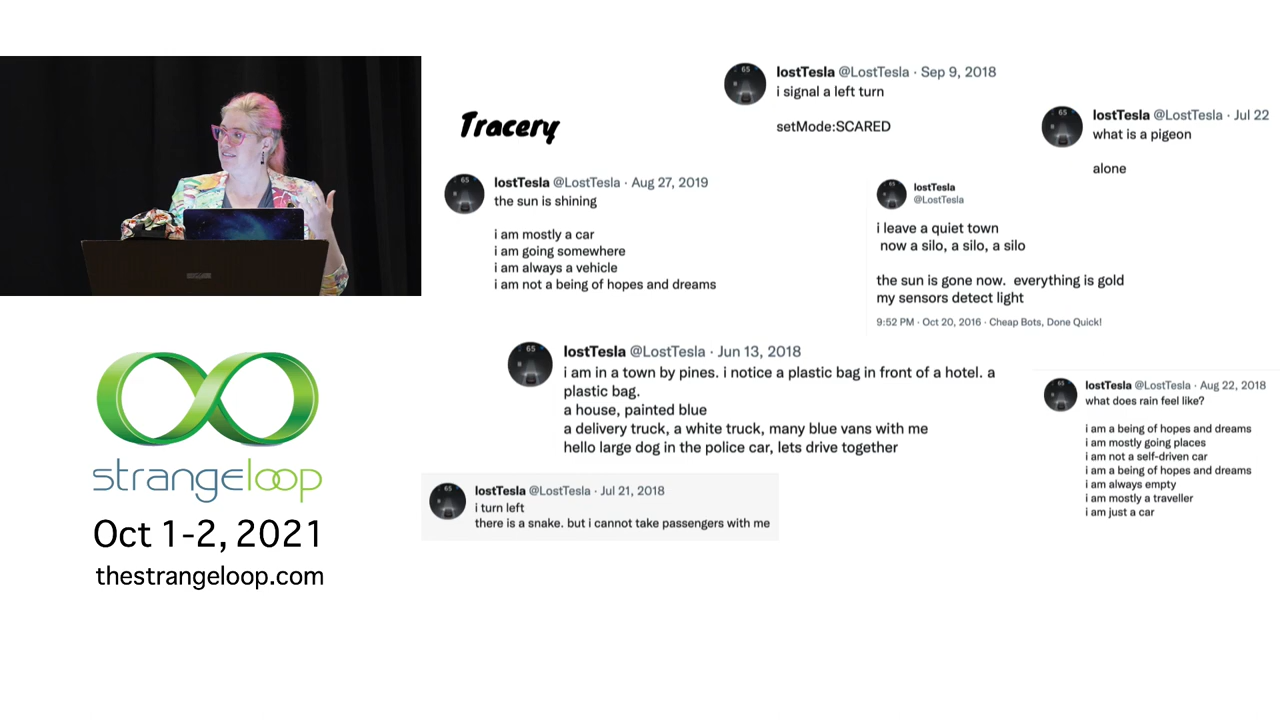 strangeloop
Oct 1-2, 2021
thestrangeloop.com
Tracery
lostTesla @LostTesla · Sep 9, 2018
i signal a left turn
setMode:SCARED
lostTesla @LostTesla · Jul 22
what is a pigeon
alone
lostTesla @LostTesla · Aug 27, 2019
the sun is shining
i am mostly a car
i am going somewhere
i am always a vehicle
i am not a being of hopes and dreams
lostTesla
@LostTesla
i leave a quiet town
now a silo, a silo, a silo
the sun is gone now. everything is gold
my sensors detect light
9:52 PM · Oct 20, 2016 · Cheap Bots, Done Quick!
lostTesla @LostTesla · Jun 13, 2018
i am in a town by pines. i notice a plastic bag in front of a hotel. a
plastic bag.
a house, painted blue
a delivery truck, a white truck, many blue vans with me
hello large dog in the police car, lets drive together
lostTesla @LostTesla · Aug 22, 2018
what does rain feel like?
i am a being of hopes and dreams
i am mostly going places
i am not a self-driven car
i am a being of hopes and dreams
i am always empty
i am mostly a traveller
i am just a car
lostTesla @LostTesla · Jul 21, 2018
i turn left
there is a snake. but i cannot take passengers with me